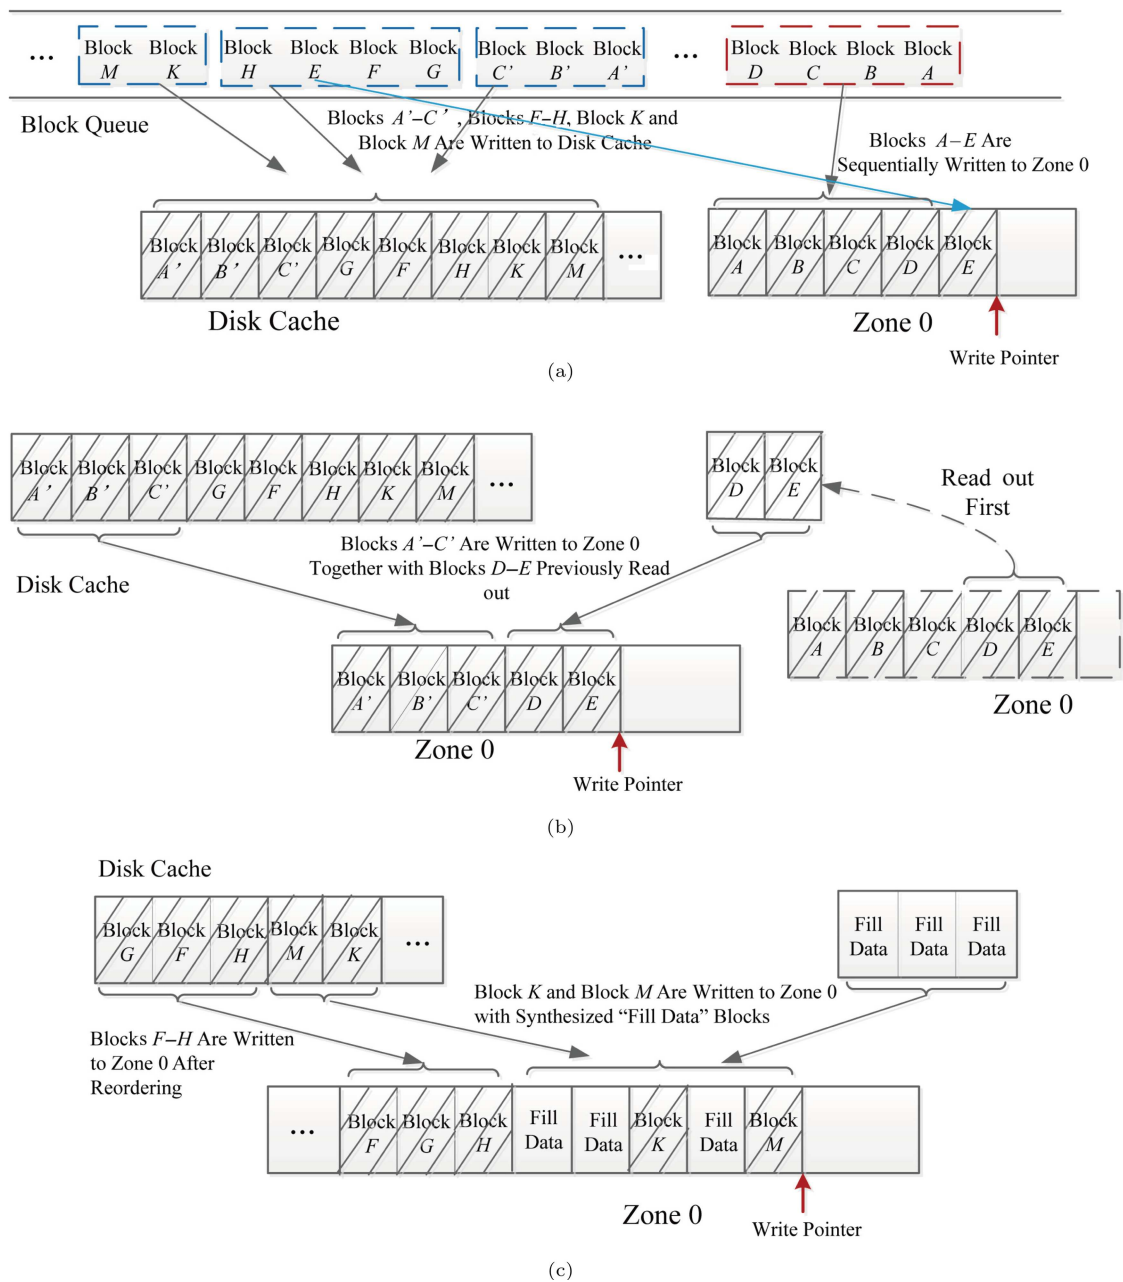 ... Block Block Block Block Block Block Block Block Block ... Block Block Block Block
M K H E F G C’ B’ A’ D C B A
Block Queue
Blocks A’–C’ , Blocks F–H, Block K and
Block M Are Written to Disk Cache
Blocks A–E Are
Sequentially Written to Zone 0
Block Block Block Block Block Block Block Block ...
A’ B’ C’ G F H K M
Block Block Block Block Block
A B C D E
Disk Cache
Zone 0
Write Pointer
(a)
Block Block Block Block Block Block Block Block ...
A’ B’ C’ G F H K M
Block Block
D E
Read out
First
Blocks A’–C’ Are Written to Zone 0
Together with Blocks D–E Previously Read
out
Disk Cache
Block Block Block Block Block
A B C D E
Zone 0
Block Block Block Block Block
A’ B’ C’ D E
Zone 0
Write Pointer
(b)
Disk Cache
Block Block Block Block Block ...
G F H M K
Fill Fill Fill
Data Data Data
Block K and Block M Are Written to Zone 0
with Synthesized “Fill Data” Blocks
Blocks F–H Are Written
to Zone 0 After
Reordering
... Block Block Block Fill Fill Block Fill Block
F G H Data Data K Data M
Zone 0
Write Pointer
(c)